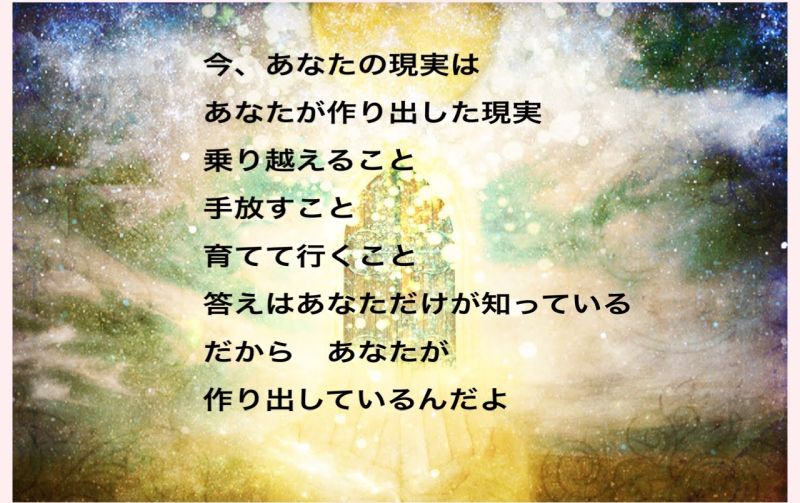 今、あなたの現実は
あなたが作り出した現実
乗り越えること
手放すこと
育てて行くこと
答えはあなただけが知っている
だから　あなたが
作り出しているんだよ